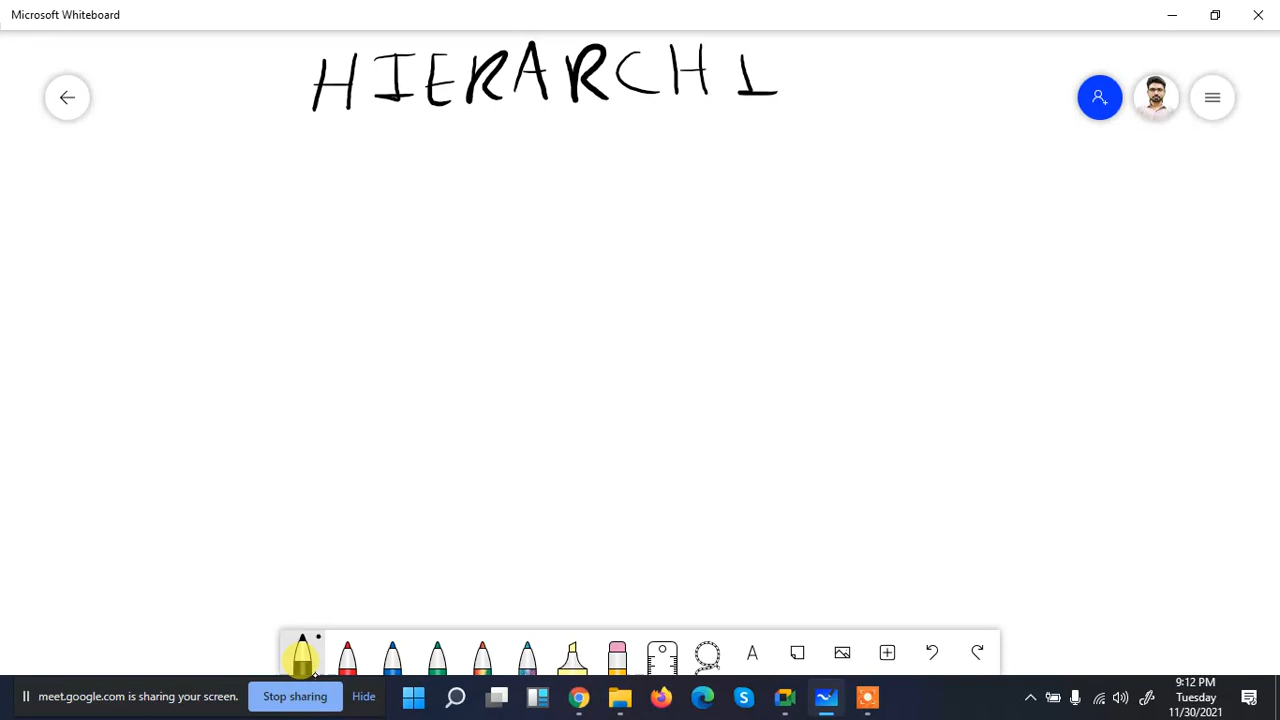 Microsoft Whiteboard
HIERARCHI
A
meet.google.com is sharing your screen.
Stop sharing
Hide
9:12 PM
Tuesday
11/30/2021